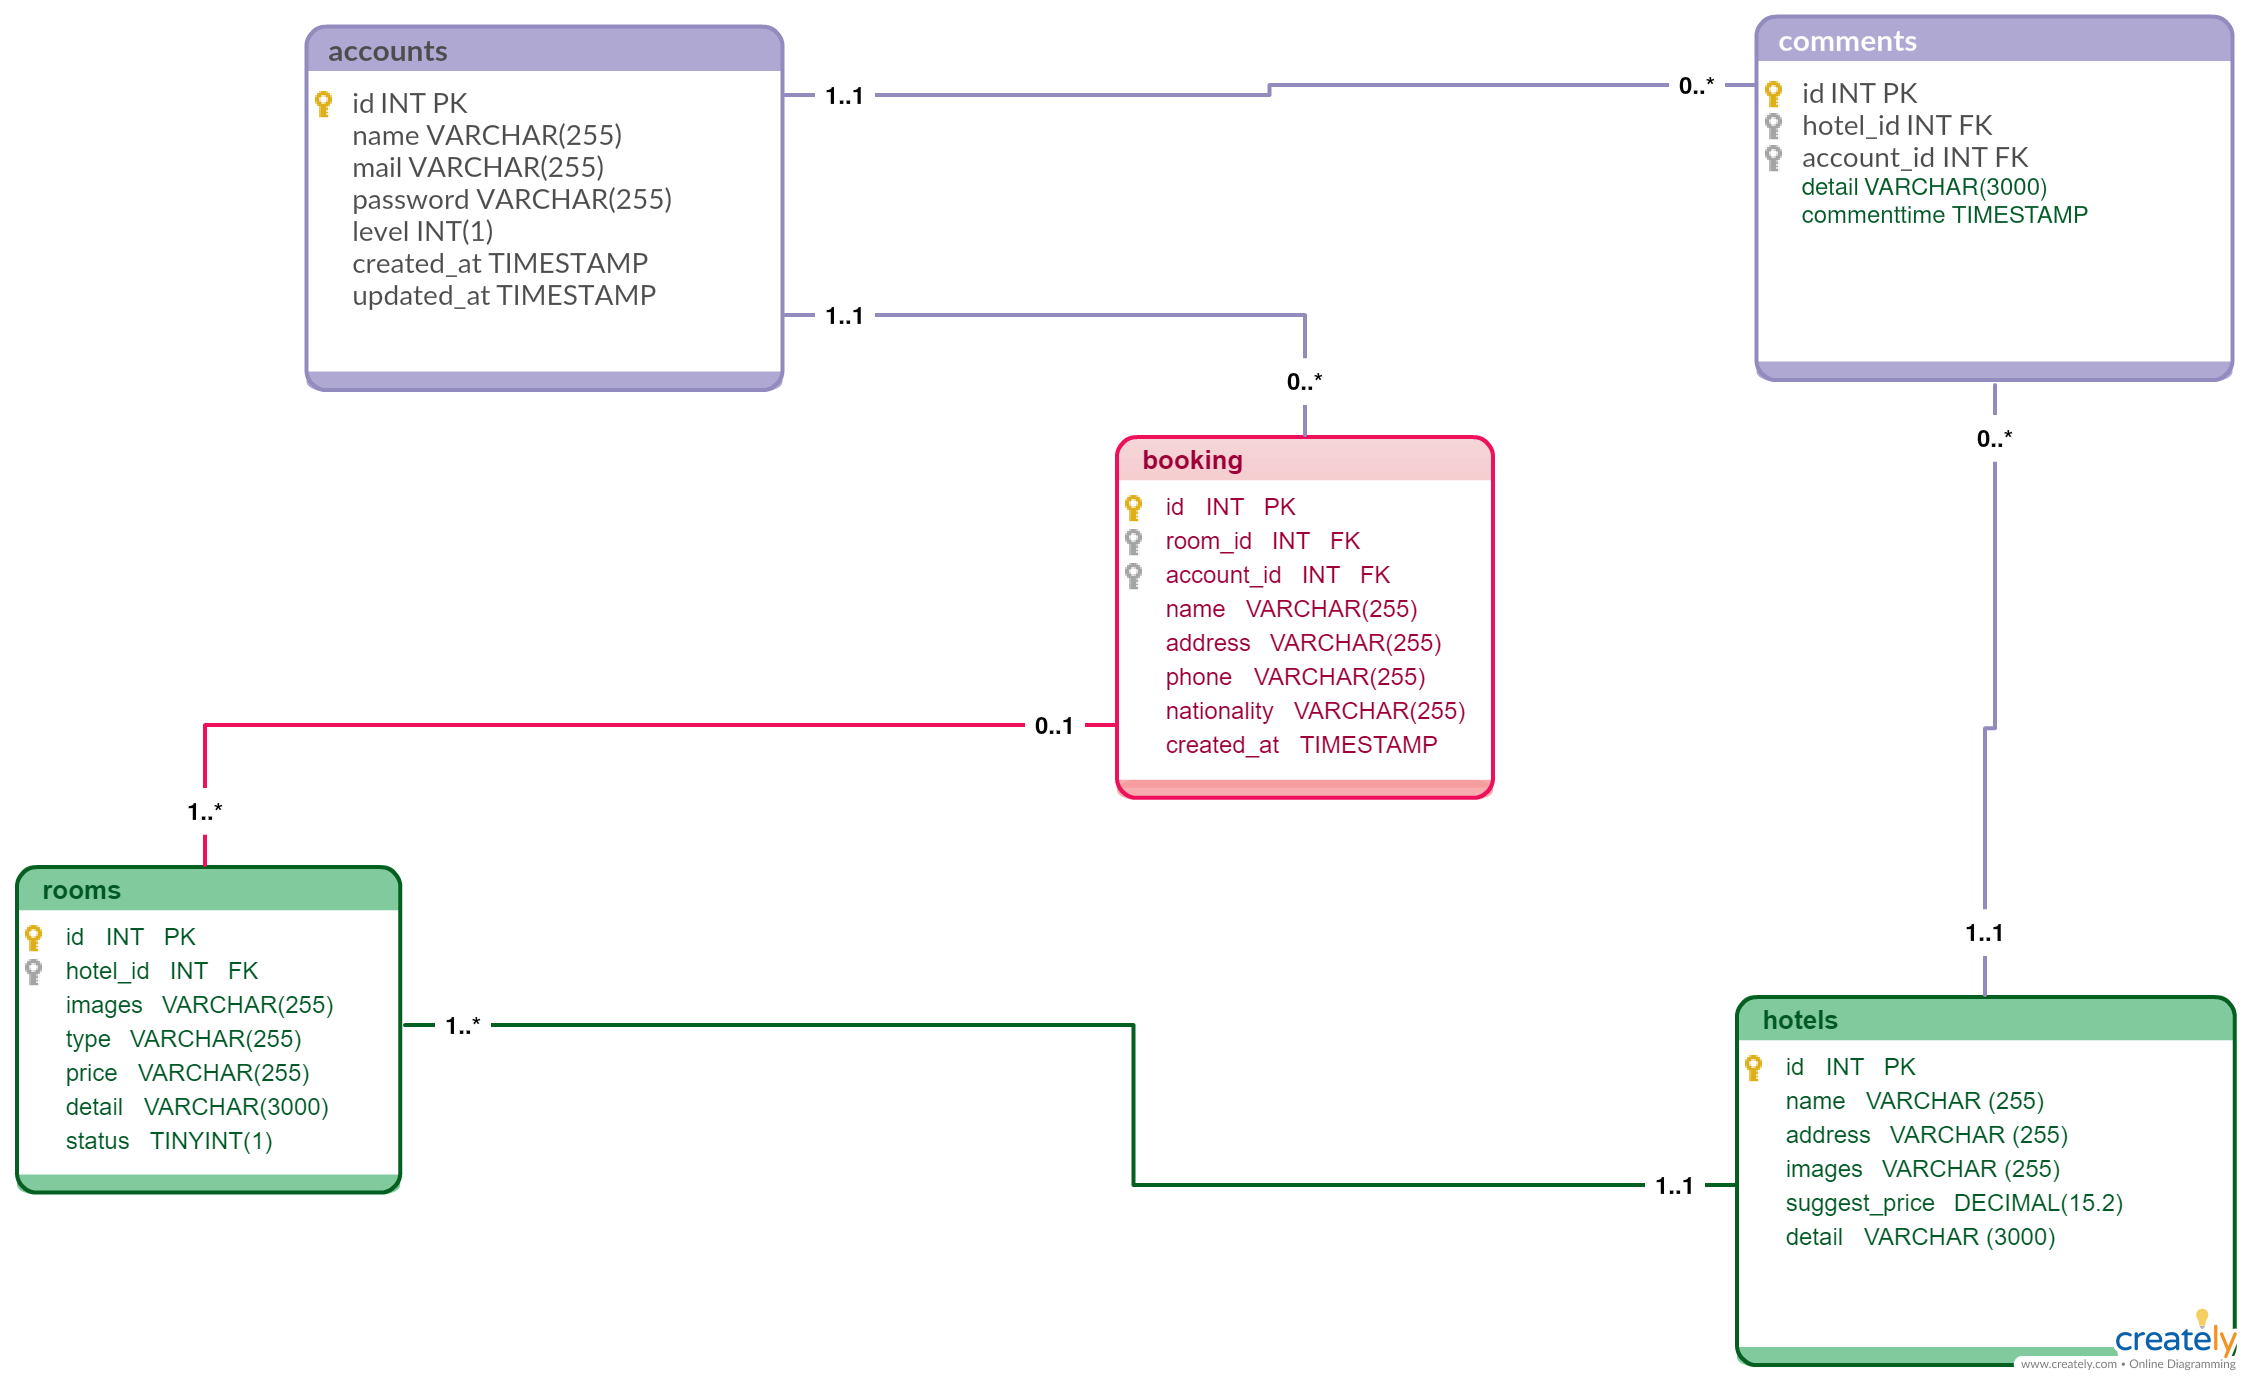 accounts
id INT PK
name VARCHAR(255)
mail VARCHAR(255)
password VARCHAR(255)
level INT(1)
created_at TIMESTAMP
updated_at TIMESTAMP
1..1
0..*
comments
id INT PK
hotel_id INT FK
account_id INT FK
detail VARCHAR(3000)
commenttime TIMESTAMP
1..1
0..*
0..*
booking
id INT PK
room_id INT FK
account_id INT FK
name VARCHAR(255)
address VARCHAR(255)
phone VARCHAR(255)
nationality VARCHAR(255)
created_at TIMESTAMP
0..1
1..*
rooms
id INT PK
hotel_id INT FK
images VARCHAR(255)
type VARCHAR(255)
price VARCHAR(255)
detail VARCHAR(3000)
status TINYINT(1)
1..*
1..1
1..1
hotels
id INT PK
name VARCHAR (255)
address VARCHAR (255)
images VARCHAR (255)
suggest_price DECIMAL(15.2)
detail VARCHAR (3000)
creately
www.creately.com • Online Diagramming